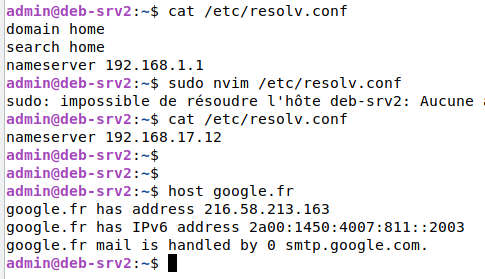 admin@deb-srv2:~$ cat /etc/resolv.conf
domain home
search home
nameserver 192.168.1.1
admin@deb-srv2:~$ sudo nvim /etc/resolv.conf
sudo: impossible de résoudre l'hôte deb-srv2: Aucune
admin@deb-srv2:~$ cat /etc/resolv.conf
nameserver 192.168.17.12
admin@deb-srv2:~$
admin@deb-srv2:~$
admin@deb-srv2:~$ host google.fr
google.fr has address 216.58.213.163
google.fr has IPv6 address 2a00:1450:4007:811::2003
google.fr mail is handled by 0 smtp.google.com.
admin@deb-srv2:~$